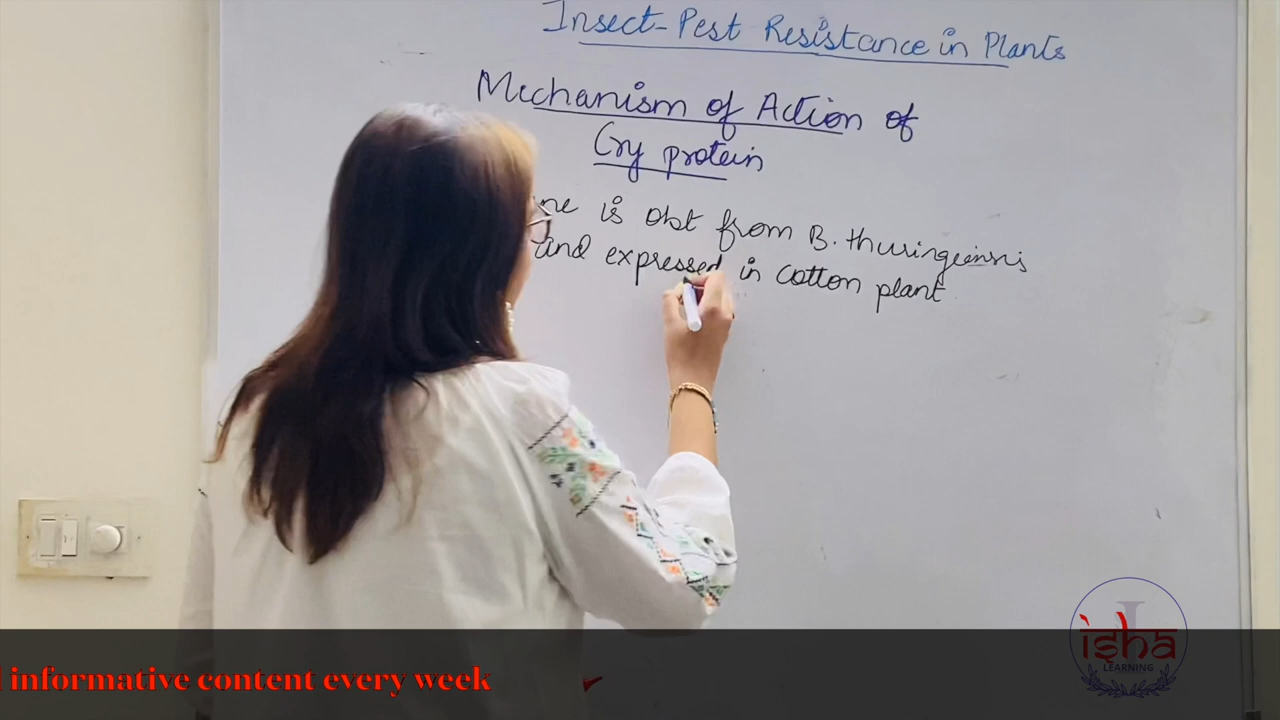 Insect-Pest Resistance in Plants
Mechanism of Action of
Cry protein
ne is obt from B. thuringeinsis
and expressed in cotton plant
informative content every week
isha
LEARNING